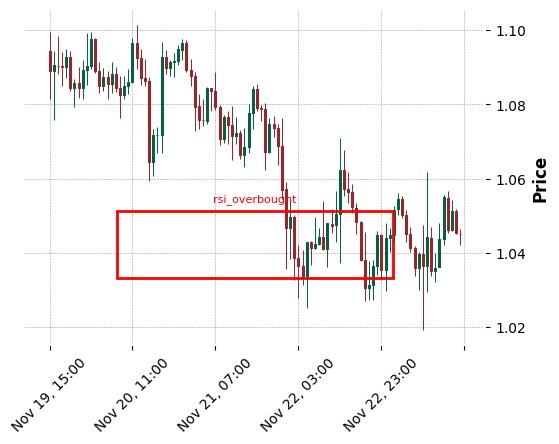 1.10
1.08
rsi_overbought
1.06
1.04
1.02
Price
Nov 19, 15:00
Nov 20, 11:00
Nov 21, 07:00
Nov 22, 03:00
Nov 22, 23:00